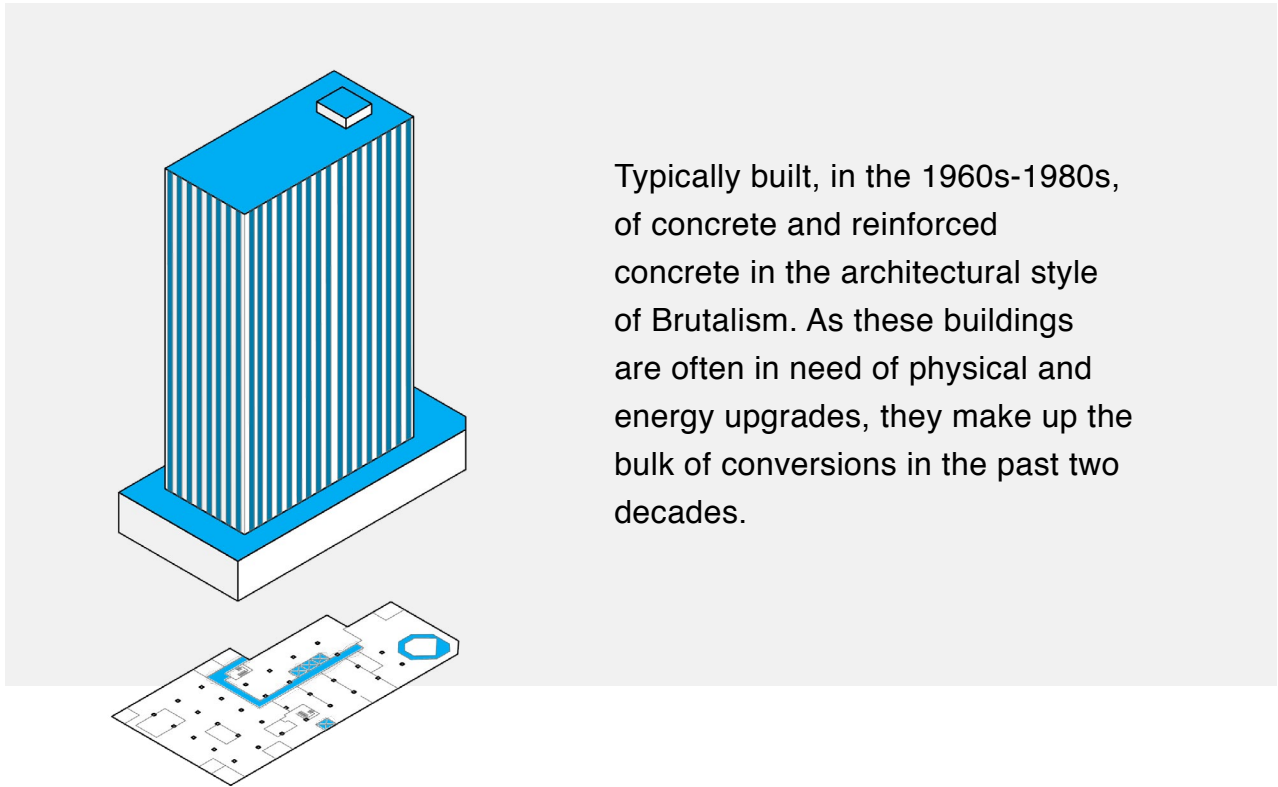 Typically built, in the 1960s-1980s,
of concrete and reinforced
concrete in the architectural style
of Brutalism. As these buildings
are often in need of physical and
energy upgrades, they make up the
bulk of conversions in the past two
decades.